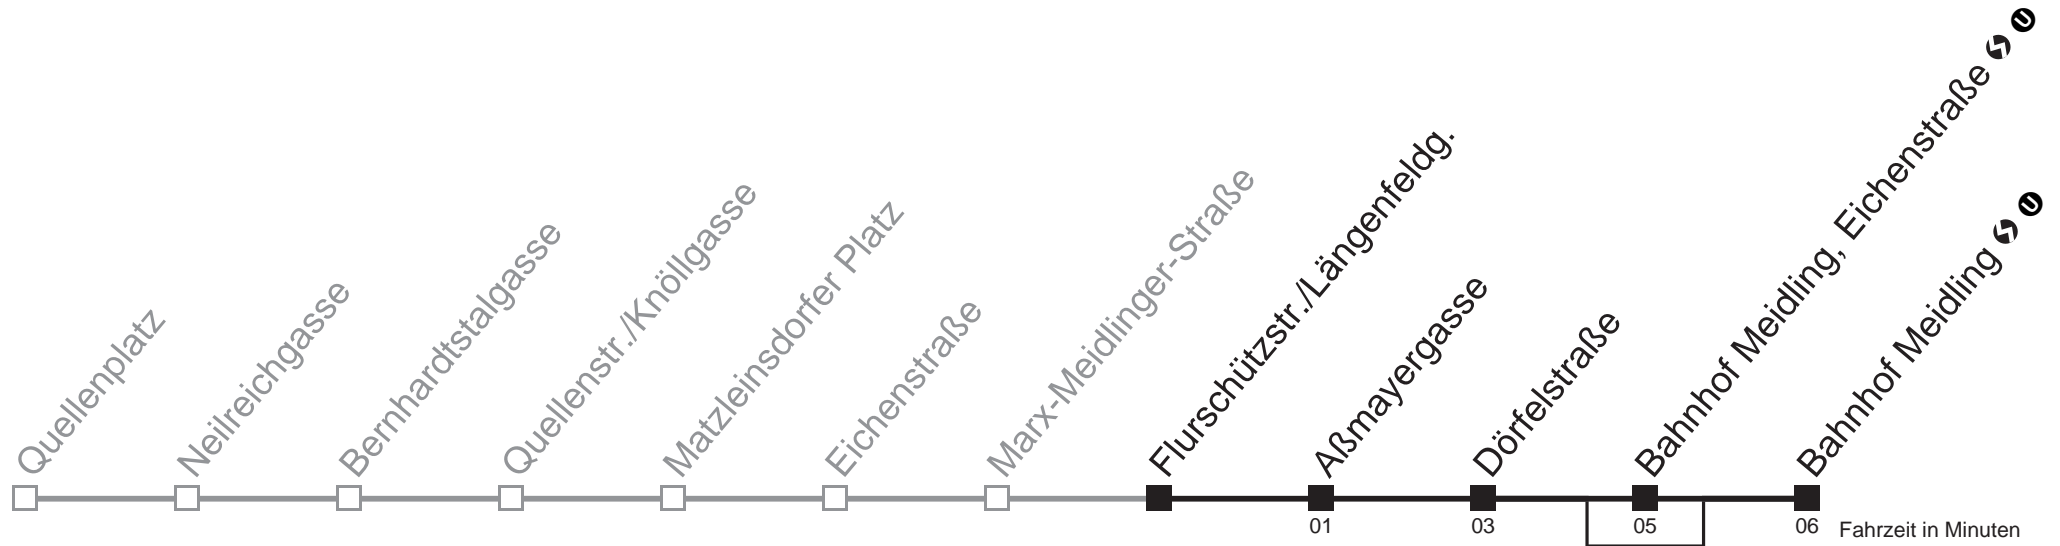 Quellenplatz
Neilreichgasse
Bernhardtstalgasse
Quellenstr./Knöllgasse
Matzleinsdorfer Platz
Eichenstraße
Marx-Meidlinger-Straße
Flurschützstr./Längenfeldg.
Aßmayergasse
Dörfelstraße
Bahnhof Meidling, Eichenstraße S U
Bahnhof Meidling S U
01 03 05 06 Fahrzeit in Minuten